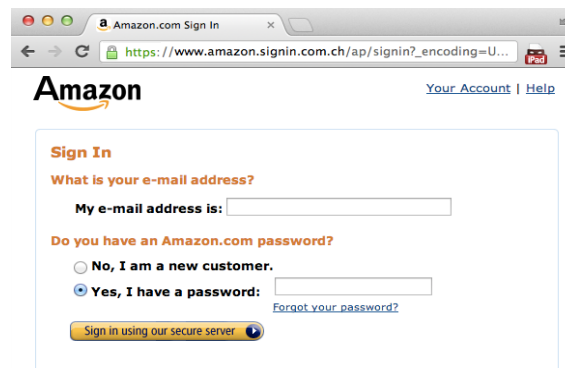 Amazon.com Sign In
https://www.amazon.signin.com.ch/ap/signin?_encoding=U...
iPad
Amazon
Your Account | Help
Sign In
What is your e-mail address?
My e-mail address is:
Do you have an Amazon.com password?
No, I am a new customer.
Yes, I have a password:
Forgot your password?
Sign in using our secure server